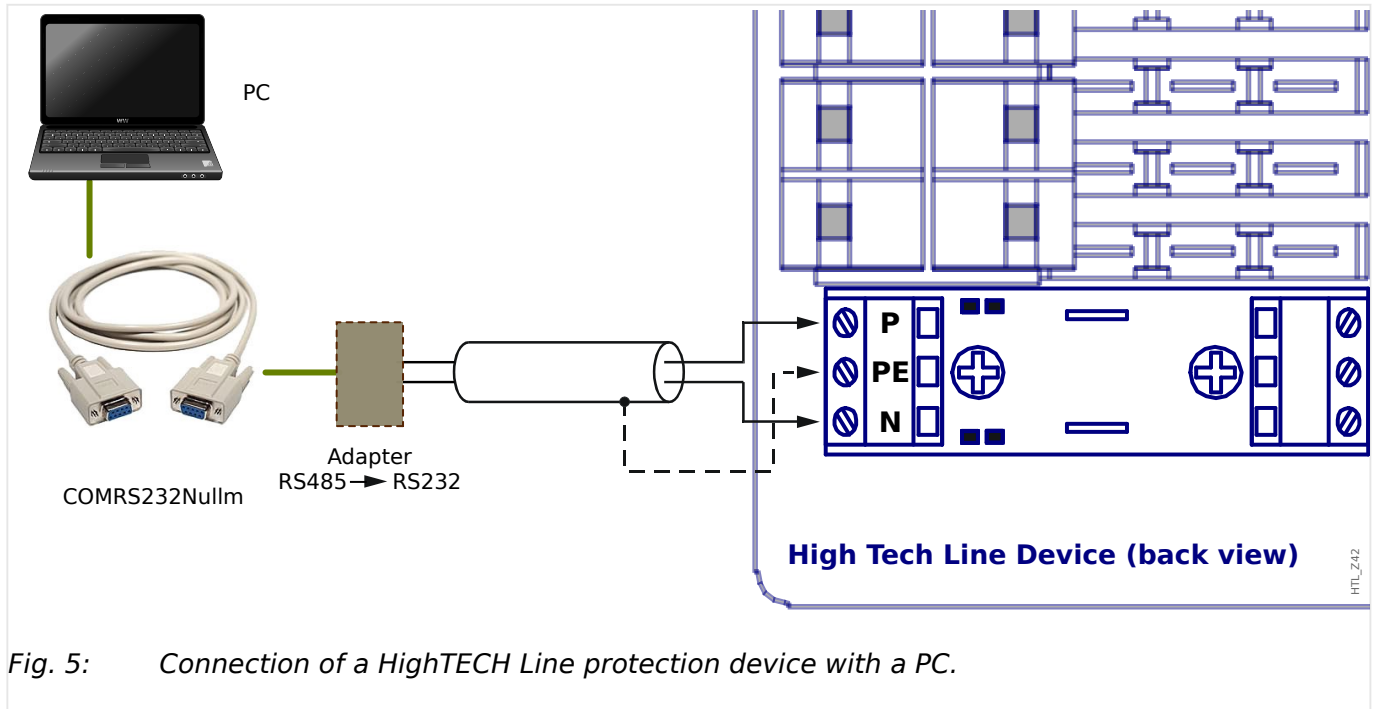 PC
P
PE
N
Adapter
RS485 RS232
COMRS232Nullm
High Tech Line Device (back view)
HTL_Z42
Fig. 5: Connection of a HighTECH Line protection device with a PC.